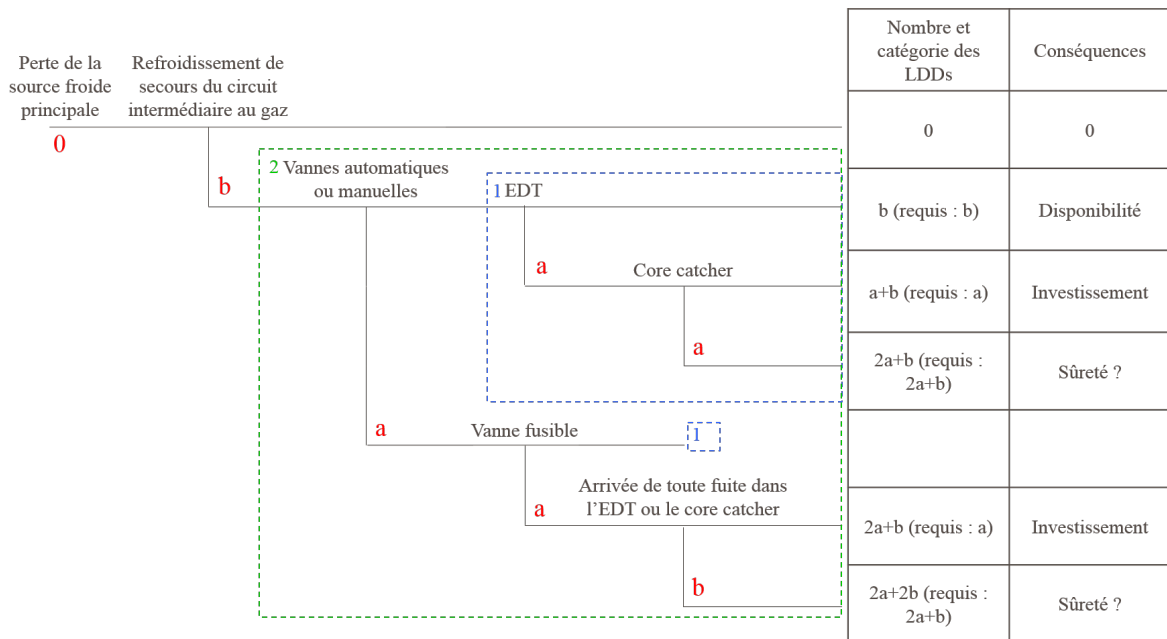 Nombre et
catégorie des
LDDs
Conséquences
Perte de la
source froide
principale
Refroidissement de
secours du circuit
intermédiaire au gaz
0
0
0
2 Vannes automatiques
ou manuelles
b
1 EDT
b (requis : b)
Disponibilité
a
Core catcher
a+b (requis : a)
Investissement
a
2a+b (requis :
2a+b)
Sûreté ?
a
Vanne fusible
1
Arrivée de toute fuite dans
l’EDT ou le core catcher
a
2a+b (requis : a)
Investissement
b
2a+2b (requis :
2a+b)
Sûreté ?